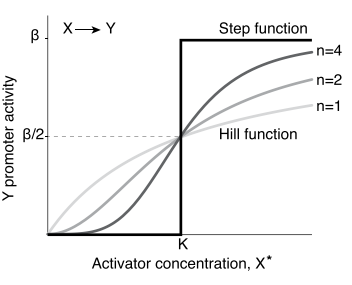 β
X → Y
Step function
n=4
n=2
n=1
β/2
Hill function
Y promoter activity
K
Activator concentration, X*